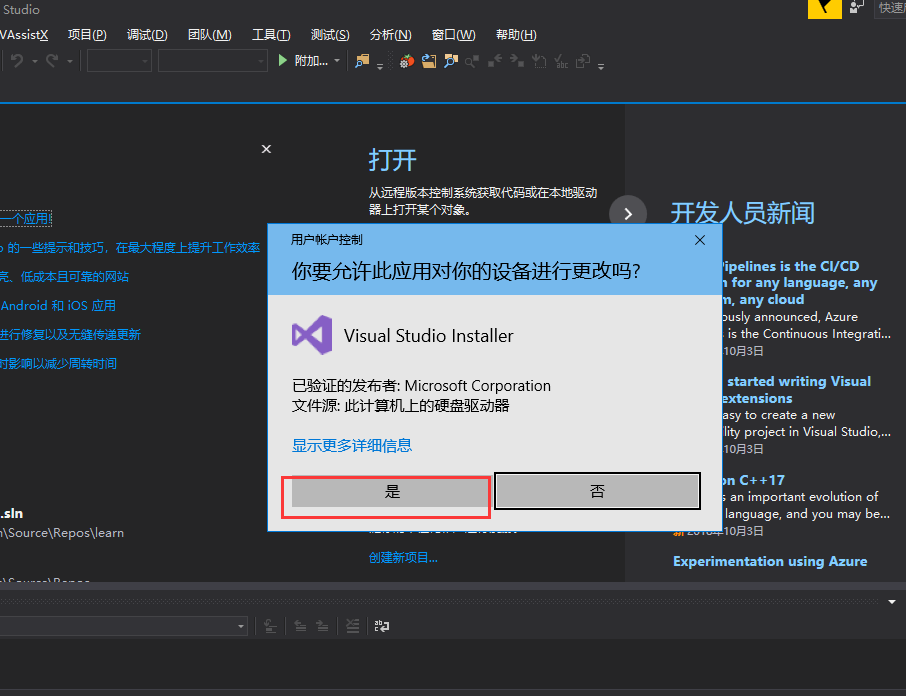 Studio
快速
VAssistX 项目(P) 调试(D) 团队(M) 工具(T) 测试(S) 分析(N) 窗口(W) 帮助(H)
附加...
打开
从远程版本控制系统获取代码或在本地驱动
器上打开某个对象。
一个应用!
的一些提示和技巧，在最大程度上提升工作效率
亮、低成本且可靠的网站
Android 和 iOS 应用
进行修复以及无缝传递更新
时影响以减少周转时间
.sln
\Source\Repos\learn
\Source\Repos
用户帐户控制
你要允许此应用对你的设备进行更改吗?
Visual Studio Installer
已验证的发布者: Microsoft Corporation
文件源: 此计算机上的硬盘驱动器
显示更多详细信息
是
否
创建新项目...
开发人员新闻
Pipelines is the CI/CD
n for any language, any
m, any cloud
ously announced, Azure
is the Continuous Integrati...
10月3日
started writing Visual
extensions
easy to create a new
ility project in Visual Studio,...
10月3日
on C++17
s an important evolution of
language, and you may be...
新 2018年10月3日
Experimentation using Azure